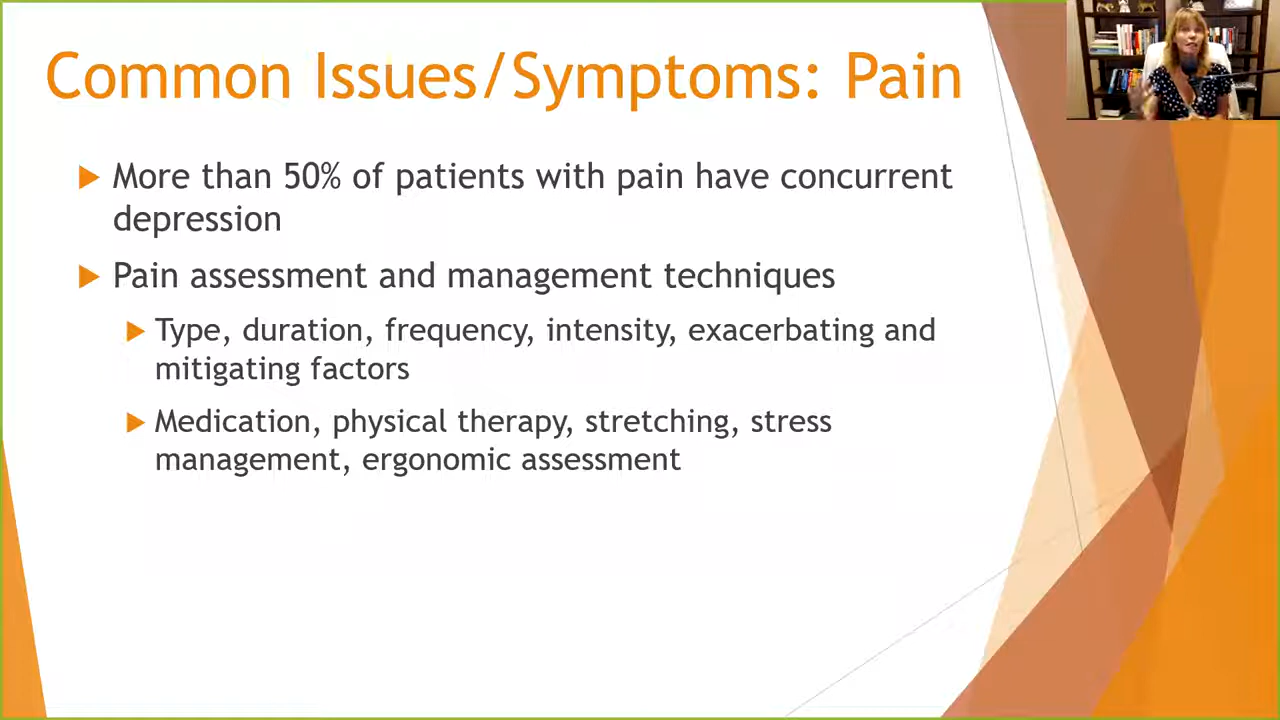 Common Issues/Symptoms: Pain
More than 50% of patients with pain have concurrent
depression
Pain assessment and management techniques
Type, duration, frequency, intensity, exacerbating and
mitigating factors
Medication, physical therapy, stretching, stress
management, ergonomic assessment